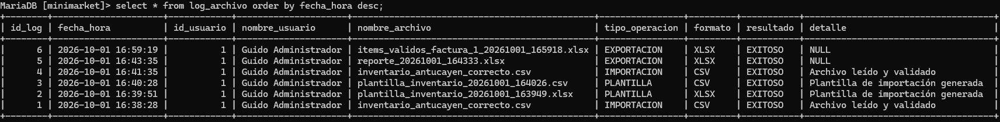 MariaDB [minimarket]> select * from log_archivo order by fecha_hora desc;
+--------+---------------------+------------+---------------------+----------------------------------------------+----------------+---------+-----------+------------------------------------+
| id_log | fecha_hora          | id_usuario | nombre_usuario      | nombre_archivo                               | tipo_operacion | formato | resultado | detalle                            |
+--------+---------------------+------------+---------------------+----------------------------------------------+----------------+---------+-----------+------------------------------------+
|      6 | 2026-10-01 16:59:19 |          1 | Guido Administrador | items_validos_factura_1_20261001_165918.xlsx | EXPORTACION    | XLSX    | EXITOSO   | NULL                               |
|      5 | 2026-10-01 16:43:35 |          1 | Guido Administrador | reporte_20261001_164333.xlsx                 | EXPORTACION    | XLSX    | EXITOSO   | NULL                               |
|      4 | 2026-10-01 16:41:35 |          1 | Guido Administrador | inventario_antucayen_correcto.csv            | IMPORTACION    | CSV     | EXITOSO   | Archivo leído y validado           |
|      3 | 2026-10-01 16:40:28 |          1 | Guido Administrador | plantilla_inventario_20261001_164026.csv     | PLANTILLA      | CSV     | EXITOSO   | Plantilla de importación generada  |
|      2 | 2026-10-01 16:39:51 |          1 | Guido Administrador | plantilla_inventario_20261001_163949.xlsx    | PLANTILLA      | XLSX    | EXITOSO   | Plantilla de importación generada  |
|      1 | 2026-10-01 16:38:28 |          1 | Guido Administrador | inventario_antucayen_correcto.csv            | IMPORTACION    | CSV     | EXITOSO   | Archivo leído y validado           |
+--------+---------------------+------------+---------------------+----------------------------------------------+----------------+---------+-----------+------------------------------------+